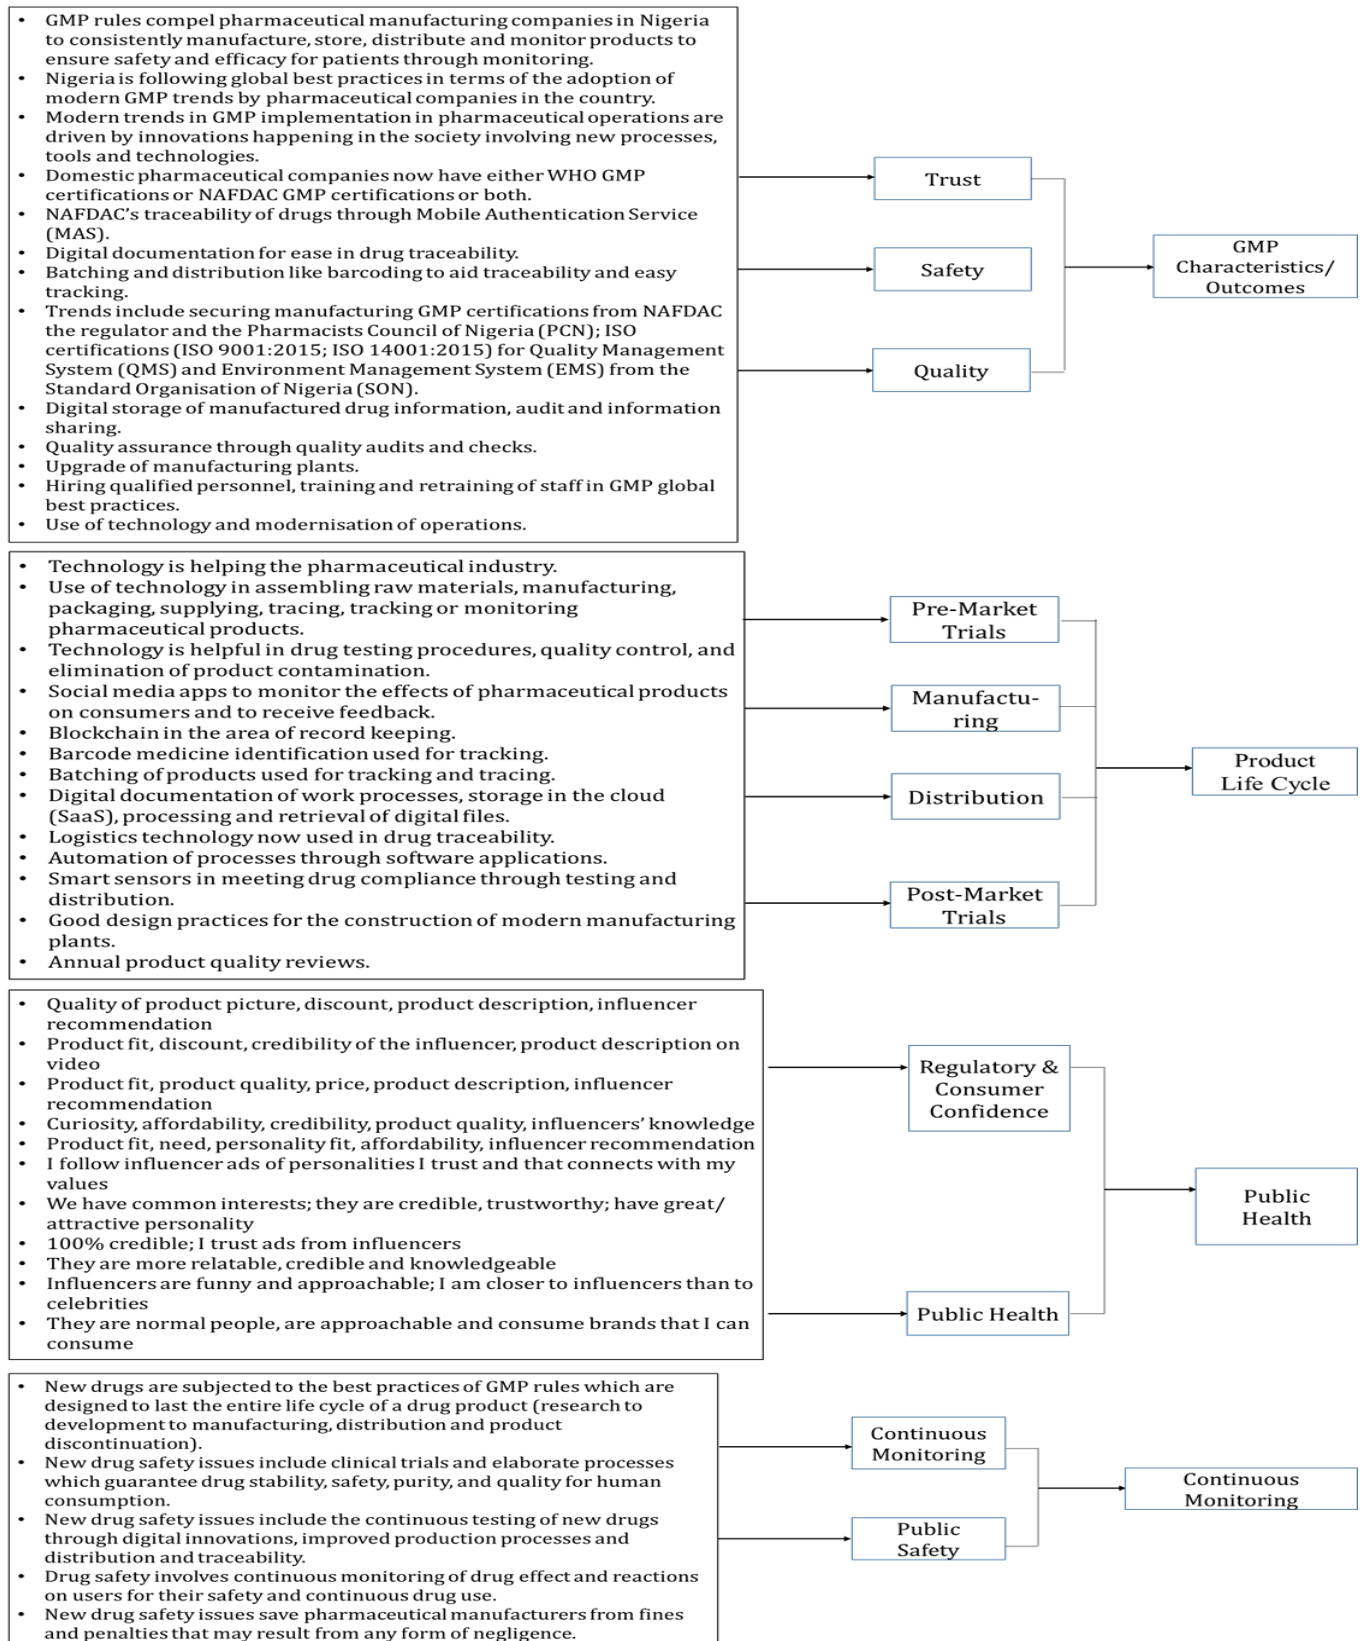 • GMP rules compel pharmaceutical manufacturing companies in Nigeria
to consistently manufacture, store, distribute and monitor products to
ensure safety and efficacy for patients through monitoring.
• Nigeria is following global best practices in terms of the adoption of
modern GMP trends by pharmaceutical companies in the country.
• Modern trends in GMP implementation in pharmaceutical operations are
driven by innovations happening in the society involving new processes,
tools and technologies.
• Domestic pharmaceutical companies now have either WHO GMP
certifications or NAFDAC GMP certifications or both.
• NAFDAC's traceability of drugs through Mobile Authentication Service
(MAS).
• Digital documentation for ease in drug traceability.
• Batching and distribution like barcoding to aid traceability and easy
tracking.
• Trends include securing manufacturing GMP certifications from NAFDAC
the regulator and the Pharmacists Council of Nigeria (PCN); ISO
certifications (ISO 9001:2015; ISO 14001:2015) for Quality Management
System (QMS) and Environment Management System (EMS) from the
Standard Organisation of Nigeria (SON).
• Digital storage of manufactured drug information, audit and information
sharing.
• Quality assurance through quality audits and checks.
• Upgrade of manufacturing plants.
• Hiring qualified personnel, training and retraining of staff in GMP global
best practices.
• Use of technology and modernisation of operations.
Trust
Safety
Quality
GMP
Characteristics/
Outcomes
• Technology is helping the pharmaceutical industry.
• Use of technology in assembling raw materials, manufacturing,
packaging, supplying, tracing, tracking or monitoring
pharmaceutical products.
• Technology is helpful in drug testing procedures, quality control, and
elimination of product contamination.
• Social media apps to monitor the effects of pharmaceutical products
on consumers and to receive feedback.
• Blockchain in the area of record keeping.
• Barcode medicine identification used for tracking.
• Batching of products used for tracking and tracing.
• Digital documentation of work processes, storage in the cloud
(SaaS), processing and retrieval of digital files.
• Logistics technology now used in drug traceability.
• Automation of processes through software applications.
• Smart sensors in meeting drug compliance through testing and
distribution.
• Good design practices for the construction of modern manufacturing
plants.
• Annual product quality reviews.
Pre-Market
Trials
Manufactu-
ring
Distribution
Post-Market
Trials
Product
Life Cycle
• Quality of product picture, discount, product description, influencer
recommendation
• Product fit, discount, credibility of the influencer, product description on
video
• Product fit, product quality, price, product description, influencer
recommendation
• Curiosity, affordability, credibility, product quality, influencers' knowledge
• Product fit, need, personality fit, affordability, influencer recommendation
• I follow influencer ads of personalities I trust and that connects with my
values
• We have common interests; they are credible, trustworthy; have great/
attractive personality
• 100% credible; I trust ads from influencers
• They are more relatable, credible and knowledgeable
• Influencers are funny and approachable; I am closer to influencers than to
celebrities
• They are normal people, are approachable and consume brands that I can
consume
Regulatory &
Consumer
Confidence
Public Health
Public
Health
• New drugs are subjected to the best practices of GMP rules which are
designed to last the entire life cycle of a drug product (research to
development to manufacturing, distribution and product
discontinuation).
• New drug safety issues include clinical trials and elaborate processes
which guarantee drug stability, safety, purity, and quality for human
consumption.
• New drug safety issues include the continuous testing of new drugs
through digital innovations, improved production processes and
distribution and traceability.
• Drug safety involves continuous monitoring of drug effect and reactions
on users for their safety and continuous drug use.
• New drug safety issues save pharmaceutical manufacturers from fines
and penalties that may result from any form of negligence.
Continuous
Monitoring
Public
Safety
Continuous
Monitoring